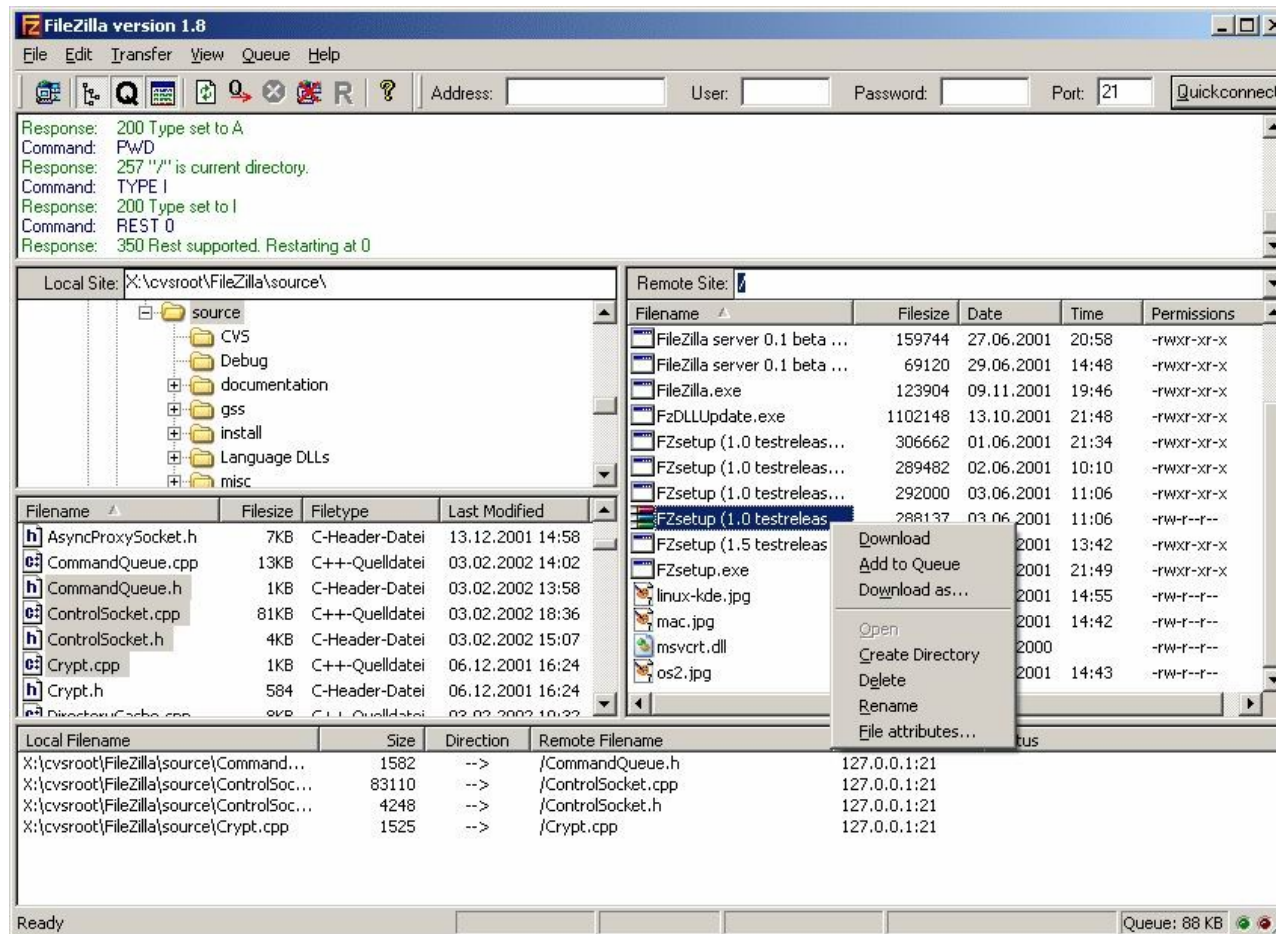 FileZilla version 1.8
File Edit Transfer View Queue Help
Address: User: Password: Port: 21 Quickconnect
Response: 200 Type set to A
Command: PWD
Response: 257 "/" is current directory.
Command: TYPE I
Response: 200 Type set to I
Command: REST 0
Response: 350 Rest supported. Restarting at 0
Local Site: X:\cvsroot\FileZilla\source\
source
CVS
Debug
documentation
gss
install
Language DLLs
misc
Filename Filesize Filetype Last Modified
AsyncProxySocket.h 7KB C-Header-Datei 13.12.2001 14:58
CommandQueue.cpp 13KB C++-Quelldatei 03.02.2002 14:02
CommandQueue.h 1KB C-Header-Datei 03.02.2002 13:58
ControlSocket.cpp 81KB C++-Quelldatei 03.02.2002 18:36
ControlSocket.h 4KB C-Header-Datei 03.02.2002 15:07
Crypt.cpp 1KB C++-Quelldatei 06.12.2001 16:24
Crypt.h 584 C-Header-Datei 06.12.2001 16:24
Remote Site: /
Filename Filesize Date Time Permissions
FileZilla server 0.1 beta ... 159744 27.06.2001 20:58 -rwxr-xr-x
FileZilla server 0.1 beta ... 69120 29.06.2001 14:48 -rwxr-xr-x
FileZilla.exe 123904 09.11.2001 19:46 -rwxr-xr-x
FzDLLUpdate.exe 1102148 13.10.2001 21:48 -rwxr-xr-x
FZsetup (1.0 testreleas... 306662 01.06.2001 21:34 -rwxr-xr-x
FZsetup (1.0 testreleas... 289482 02.06.2001 10:10 -rwxr-xr-x
FZsetup (1.0 testreleas... 292000 03.06.2001 11:06 -rwxr-xr-x
FZsetup (1.0 testreleas 288137 03.06.2001 11:06 -rw-r--r--
FZsetup (1.5 testreleas 2001 13:42 -rwxr-xr-x
FZsetup.exe 2001 21:49 -rwxr-xr-x
linux-kde.jpg 2001 14:55 -rw-r--r--
mac.jpg 2001 14:42 -rw-r--r--
msvcrt.dll 2000 -rw-r--r--
os2.jpg 2001 14:43 -rw-r--r--
Download
Add to Queue
Download as...
Open
Create Directory
Delete
Rename
File attributes...
Local Filename Size Direction Remote Filename tus
X:\cvsroot\FileZilla\source\Command... 1582 --> /CommandQueue.h 127.0.0.1:21
X:\cvsroot\FileZilla\source\ControlSoc... 83110 --> /ControlSocket.cpp 127.0.0.1:21
X:\cvsroot\FileZilla\source\ControlSoc... 4248 --> /ControlSocket.h 127.0.0.1:21
X:\cvsroot\FileZilla\source\Crypt.cpp 1525 --> /Crypt.cpp 127.0.0.1:21
Ready Queue: 88 KB